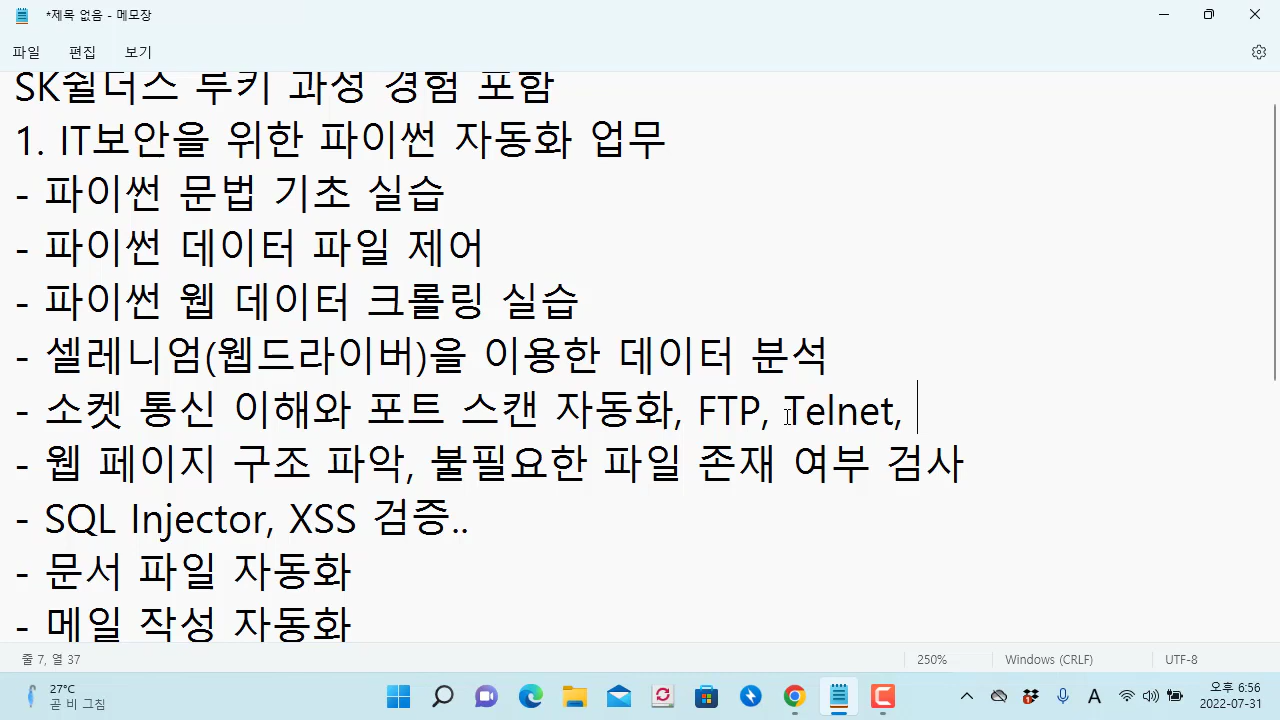 *제목 없음 - 메모장
파일 편집 보기
SK쉴더스 루키 과정 경험 포함
1. IT보안을 위한 파이썬 자동화 업무
- 파이썬 문법 기초 실습
- 파이썬 데이터 파일 제어
- 파이썬 웹 데이터 크롤링 실습
- 셀레니엄(웹드라이버)을 이용한 데이터 분석
- 소켓 통신 이해와 포트 스캔 자동화, FTP, Telnet,
- 웹 페이지 구조 파악, 불필요한 파일 존재 여부 검사
- SQL Injector, XSS 검증..
- 문서 파일 자동화
- 메일 작성 자동화
줄 7, 열 37 250% Windows (CRLF) UTF-8
27°C
곧 비 그침
A
오후 6:56
2022-07-31